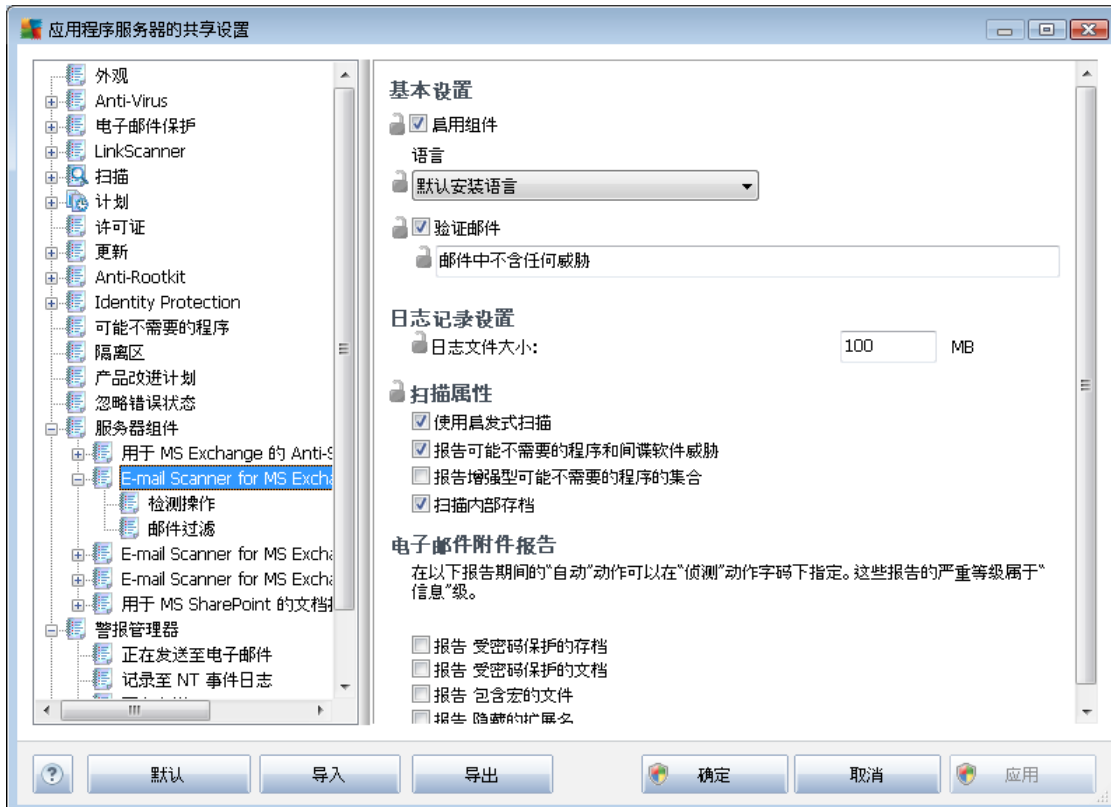 应用程序服务器的共享设置
外观
Anti-Virus
电子邮件保护
LinkScanner
扫描
计划
许可证
更新
Anti-Rootkit
Identity Protection
可能不需要的程序
隔离区
产品改进计划
忽略错误状态
服务器组件
用于 MS Exchange 的 Anti-S
E-mail Scanner for MS Excha
检测操作
邮件过滤
E-mail Scanner for MS Excha
E-mail Scanner for MS Excha
用于 MS SharePoint 的文档扫
警报管理器
正在发送至电子邮件
记录至 NT 事件日志
基本设置
启用组件
语言
默认安装语言
验证邮件
邮件中不含任何威胁
日志记录设置
日志文件大小:
100
MB
扫描属性
使用启发式扫描
报告可能不需要的程序和间谍软件威胁
报告增强型可能不需要的程序的集合
扫描内部存档
电子邮件附件报告
在以下报告期间的“自动”动作可以在“侦测”动作字码下指定。这些报告的严重等级属于“
信息”级。
报告 受密码保护的存档
报告 受密码保护的文档
报告 包含宏的文件
报告 隐藏的扩展名
?
默认
导入
导出
确定
取消
应用